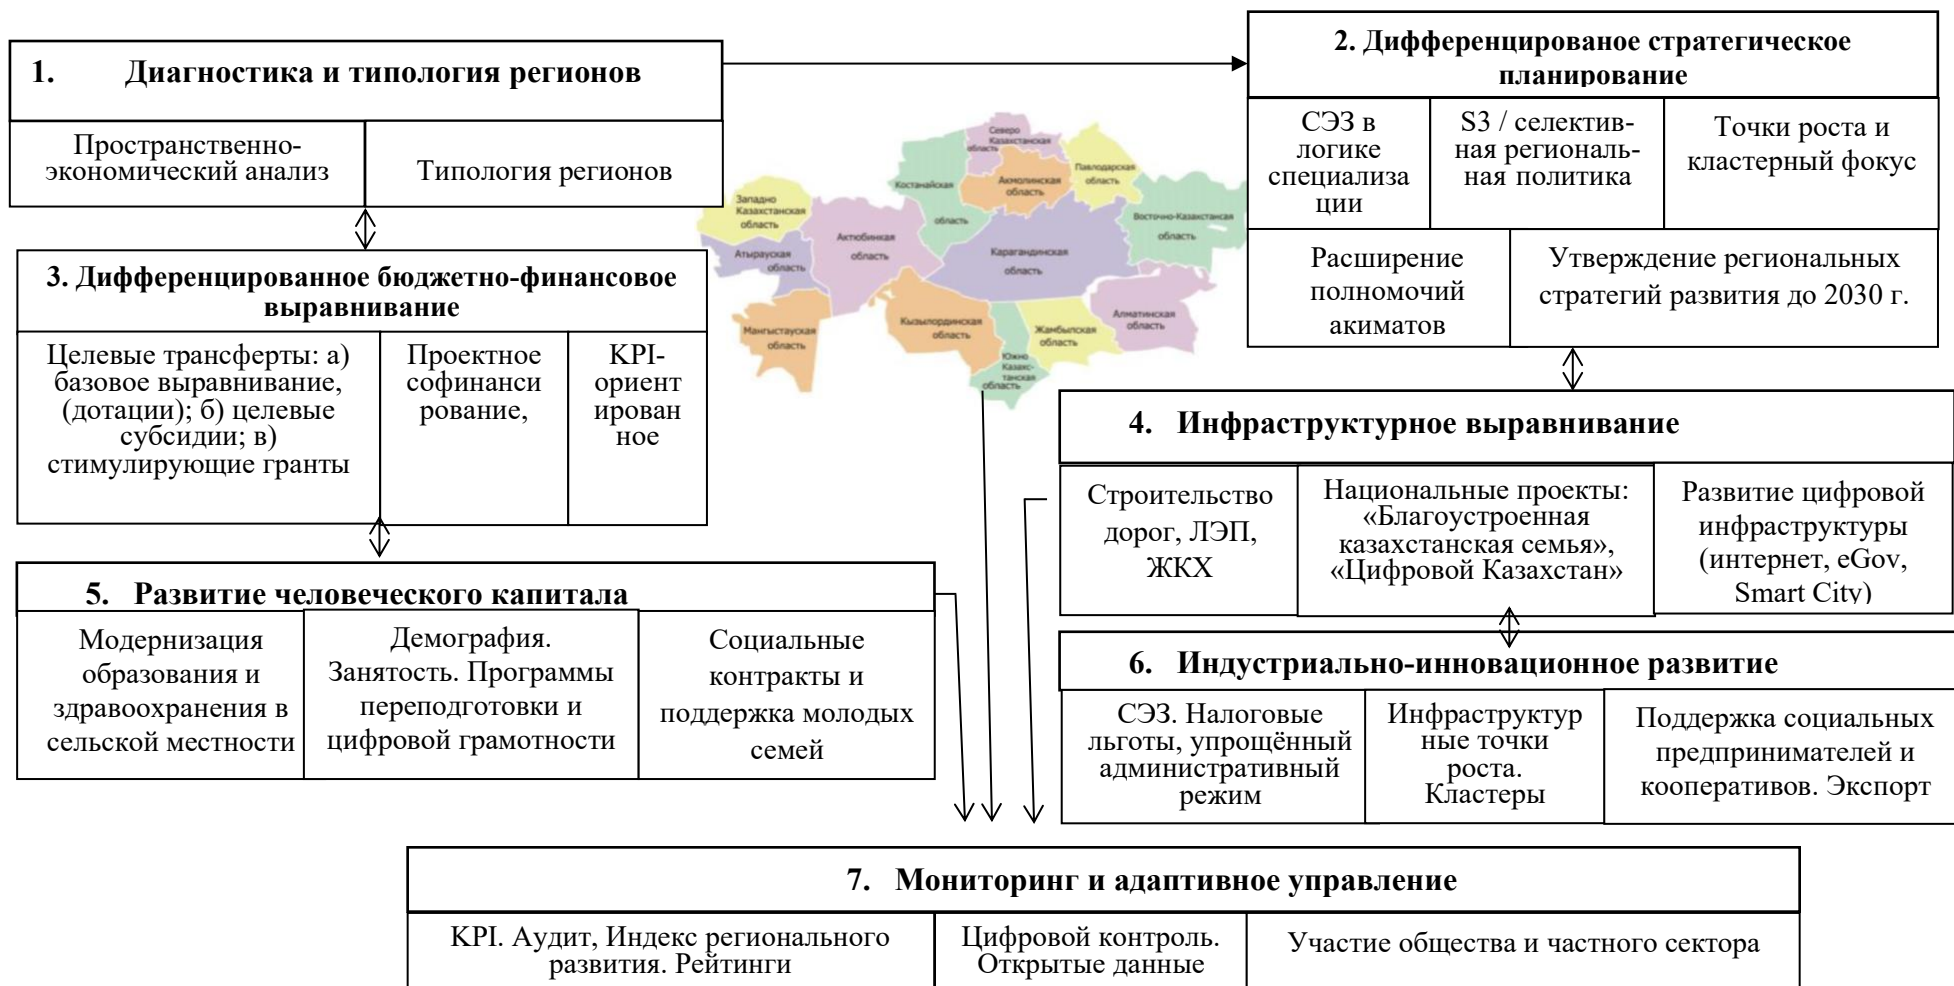 1. Диагностика и типология регионов
Пространственно-
экономический анализ
Типология регионов
2. Дифференцированое стратегическое
планирование
СЭЗ в
логике
специализа
ции
S3 / селектив-
ная региональ-
ная политика
Точки роста и
кластерный фокус
Расширение
полномочий
акиматов
Утверждение региональных
стратегий развития до 2030 г.
Северо
Казахстанская
область
Костанайская
область
Акмолинская
область
Павлодарская
область
Западно
Казахстанская
область
Актюбинкая
область
Восточно-Казахстанская
область
Карагандинская
область
Атырауская
область
Мангыстауская
область
Кызылординская
область
Жамбылская
область
Алматинская
область
Южно
Казахс-
танская
область
3. Дифференцированное бюджетно-финансовое
выравнивание
Целевые трансферты: а)
базовое выравнивание,
(дотации); б) целевые
субсидии; в)
стимулирующие гранты
Проектное
софинанси
рование,
KPI-
ориент
ирован
ное
4. Инфраструктурное выравнивание
Строительство
дорог, ЛЭП,
ЖКХ
Национальные проекты:
«Благоустроенная
казахстанская семья»,
«Цифровой Казахстан»
Развитие цифровой
инфраструктуры
(интернет, eGov,
Smart City)
5. Развитие человеческого капитала
Модернизация
образования и
здравоохранения в
сельской местности
Демография.
Занятость. Программы
переподготовки и
цифровой грамотности
Социальные
контракты и
поддержка молодых
семей
6. Индустриально-инновационное развитие
СЭЗ. Налоговые
льготы, упрощённый
административный
режим
Инфраструктур
ные точки
роста.
Кластеры
Поддержка социальных
предпринимателей и
кооперативов. Экспорт
7. Мониторинг и адаптивное управление
KPI. Аудит, Индекс регионального
развития. Рейтинги
Цифровой контроль.
Открытые данные
Участие общества и частного сектора